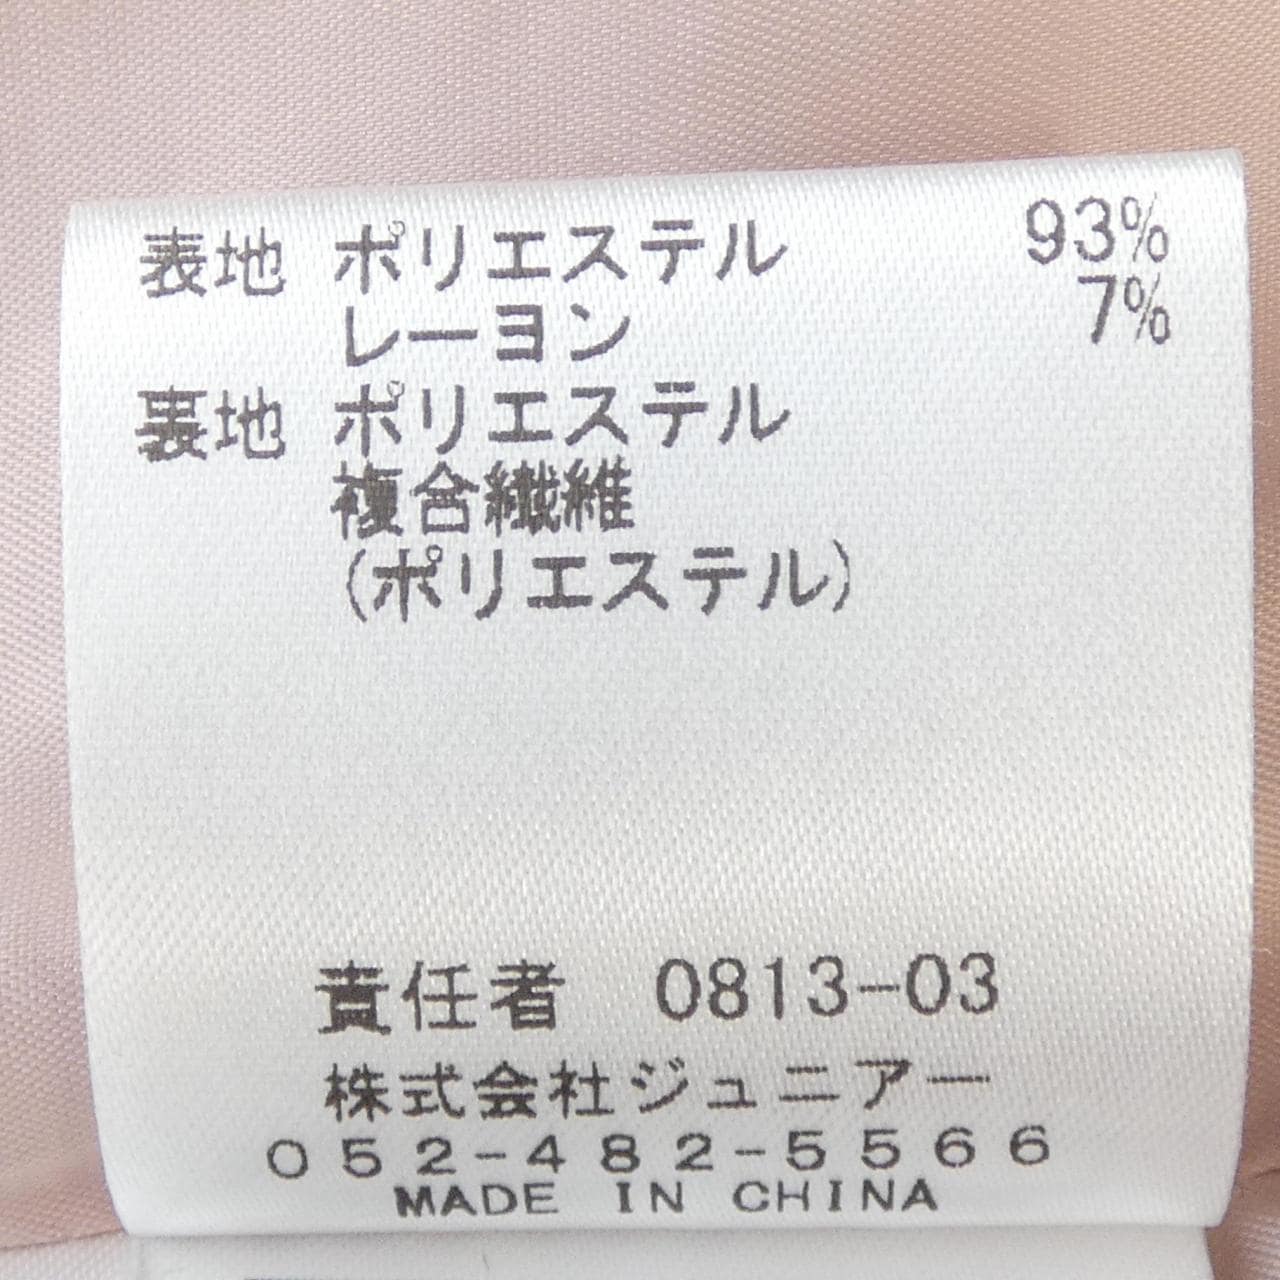 表地 ポリエステル 93%
レーヨン 7%
裏地 ポリエステル
複合繊維
(ポリエステル)
責任者 0813-03
株式会社ジュニアー
052-482-5566
MADE IN CHINA